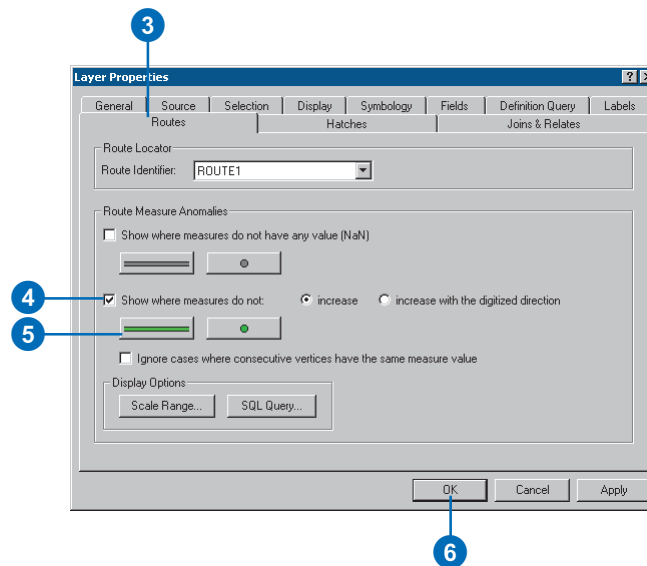 3
Layer Properties
General Source Selection Display Symbology Fields Definition Query Labels
Routes Hatches Joins & Relates
Route Locator
Route Identifier: ROUTE1
Route Measure Anomalies
Show where measures do not have any value (NaN)
4 Show where measures do not: increase increase with the digitized direction
5
Ignore cases where consecutive vertices have the same measure value
Display Options
Scale Range... SQL Query...
OK Cancel Apply
6